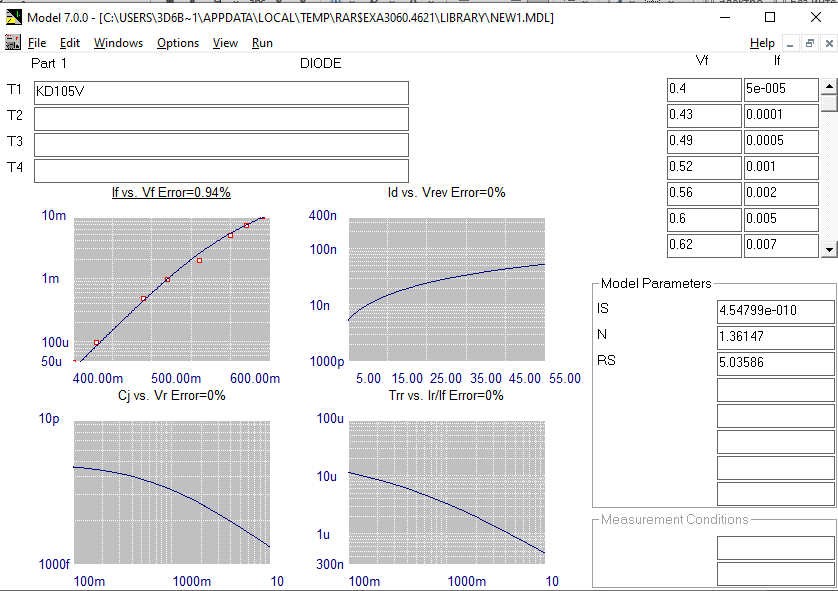 Model 7.0.0 - [C:\USERS\3D6B~1\APPDATA\LOCAL\TEMP\RAR$EXA3060.4621\LIBRARY\NEW1.MDL]
File Edit Windows Options View Run Help
Part 1 DIODE Vf If
T1 KD105V 0.4 5e-005
T2 0.43 0.0001
T3 0.49 0.0005
T4 0.52 0.001
0.56 0.002
0.6 0.005
0.62 0.007
If vs. Vf Error=0.94%
10m
1m
100u
50u
400.00m 500.00m 600.00m
Id vs. Vrev Error=0%
400n
100n
10n
1000p
5.00 15.00 25.00 35.00 45.00 55.00
Cj vs. Vr Error=0%
10p
1000f
100m 1000m 10
Trr vs. Ir/If Error=0%
100u
10u
1u
300n
100m 1000m 10
Model Parameters
IS 4.54799e-010
N 1.36147
RS 5.03586
Measurement Conditions